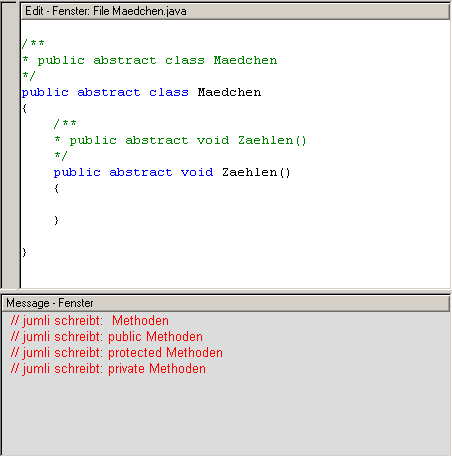 Edit - Fenster: File Maedchen.java
/**
* public abstract class Maedchen
*/
public abstract class Maedchen
{
/**
* public abstract void Zaehlen()
*/
public abstract void Zaehlen()
{
}
}
Message - Fenster
// jumli schreibt:  Methoden
// jumli schreibt: public Methoden
// jumli schreibt: protected Methoden
// jumli schreibt: private Methoden